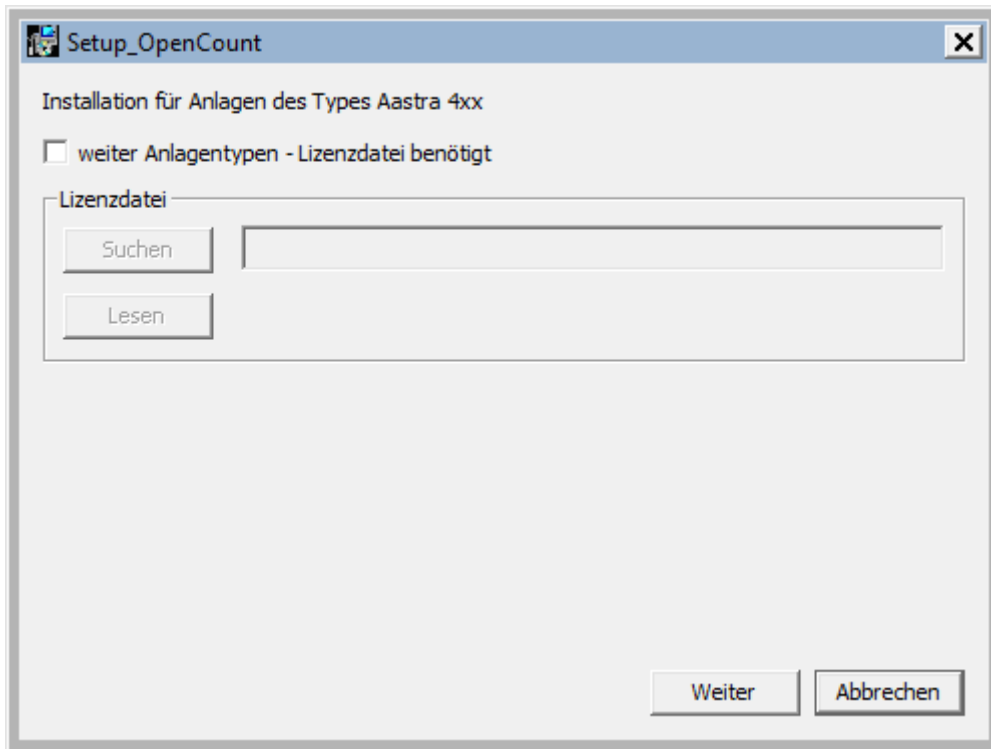 Setup_OpenCount
Installation für Anlagen des Types Aastra 4xx
weiter Anlagentypen - Lizenzdatei benötigt
Lizenzdatei
Suchen
Lesen
Weiter Abbrechen